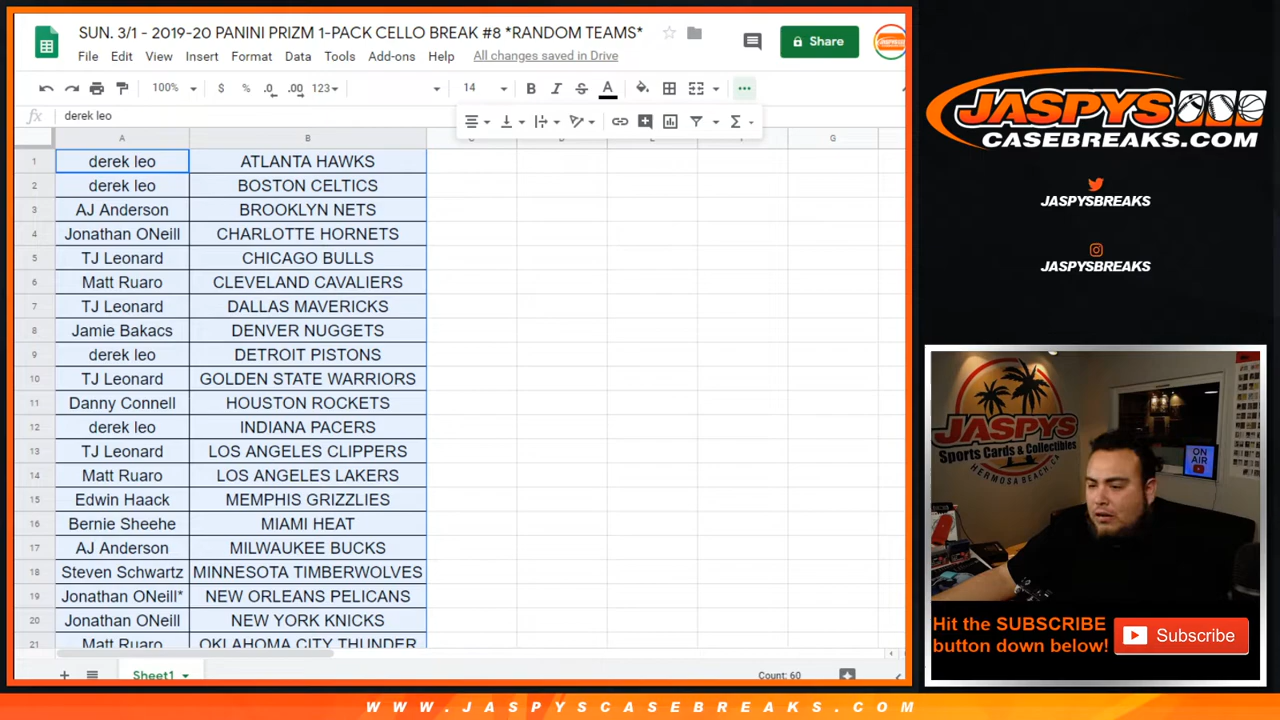 SUN. 3/1 - 2019-20 PANINI PRIZM 1-PACK CELLO BREAK #8 *RANDOM TEAMS*
File Edit View Insert Format Data Tools Add-ons Help All changes saved in Drive
Share
100% $ % .0 .00 123 14 B I S A
fx derek leo
A B C D E F G
1 derek leo ATLANTA HAWKS
2 derek leo BOSTON CELTICS
3 AJ Anderson BROOKLYN NETS
4 Jonathan ONeill CHARLOTTE HORNETS
5 TJ Leonard CHICAGO BULLS
6 Matt Ruaro CLEVELAND CAVALIERS
7 TJ Leonard DALLAS MAVERICKS
8 Jamie Bakacs DENVER NUGGETS
9 derek leo DETROIT PISTONS
10 TJ Leonard GOLDEN STATE WARRIORS
11 Danny Connell HOUSTON ROCKETS
12 derek leo INDIANA PACERS
13 TJ Leonard LOS ANGELES CLIPPERS
14 Matt Ruaro LOS ANGELES LAKERS
15 Edwin Haack MEMPHIS GRIZZLIES
16 Bernie Sheehe MIAMI HEAT
17 AJ Anderson MILWAUKEE BUCKS
18 Steven Schwartz MINNESOTA TIMBERWOLVES
19 Jonathan ONeill* NEW ORLEANS PELICANS
20 Jonathan ONeill NEW YORK KNICKS
21 Matt Ruaro OKLAHOMA CITY THUNDER
Sheet1
Count: 60
JASPYS
CASEBREAKS.COM
JASPYSBREAKS
JASPYSBREAKS
JASPYS
Sports Cards & Collectibles
HERMOSA BEACH, CA
ON AIR
Hit the SUBSCRIBE
button down below!
Subscribe
WWW.JASPYSCASEBREAKS.COM